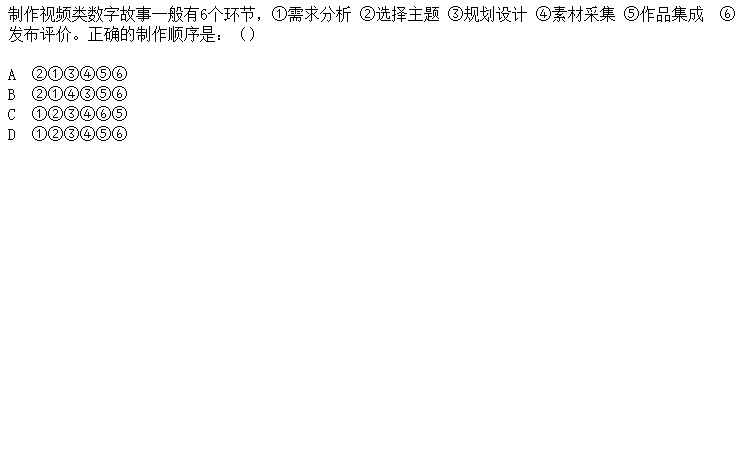 制作视频类数字故事一般有6个环节，①需求分析 ②选择主题 ③规划设计 ④素材采集 ⑤作品集成 ⑥
发布评价。正确的制作顺序是：（）
A ②①③④⑤⑥
B ②①④③⑤⑥
C ①②③④⑥⑤
D ①②③④⑤⑥